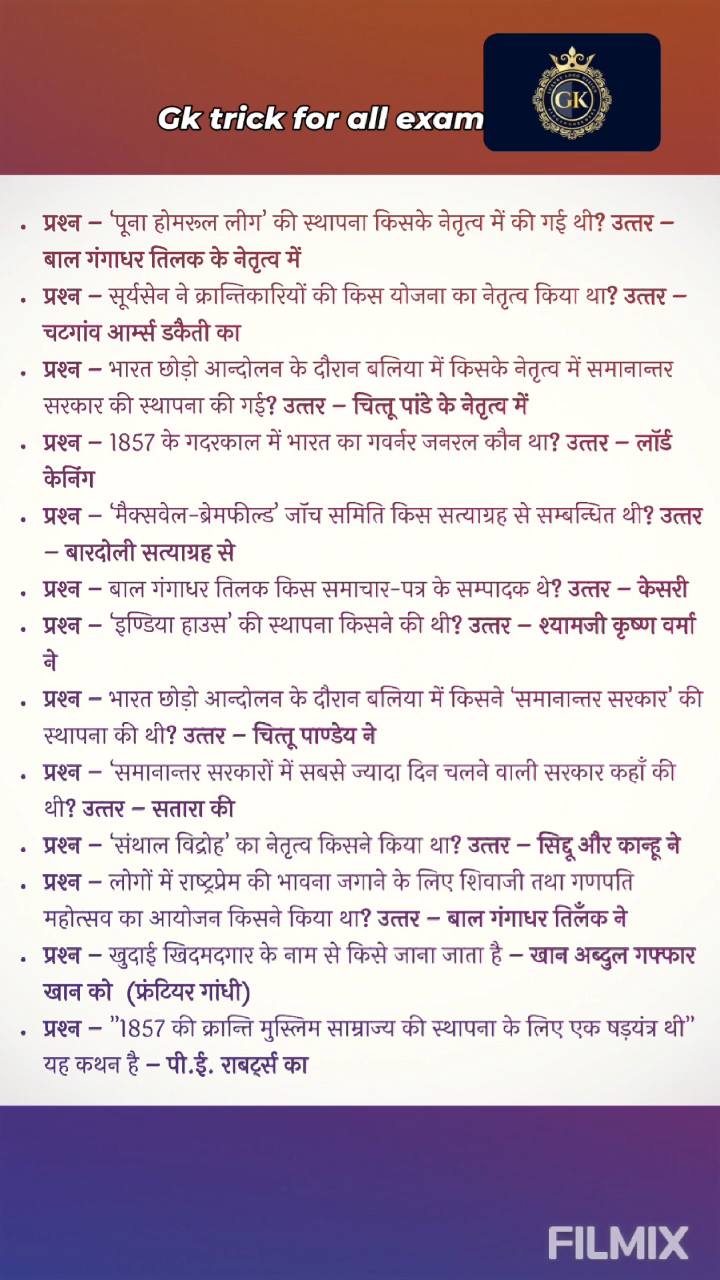 Gk trick for all exam
GK
• प्रश्न – ‘पूना होमरूल लीग’ की स्थापना किसके नेतृत्व में की गई थी? उत्तर –
बाल गंगाधर तिलक के नेतृत्व में
• प्रश्न – सूर्यसेन ने क्रान्तिकारियों की किस योजना का नेतृत्व किया था? उत्तर –
चटगांव आर्म्स डकैती का
• प्रश्न – भारत छोड़ो आन्दोलन के दौरान बलिया में किसके नेतृत्व में समानान्तर
सरकार की स्थापना की गई? उत्तर – चित्तू पांडे के नेतृत्व में
• प्रश्न – 1857 के गदरकाल में भारत का गवर्नर जनरल कौन था? उत्तर – लॉर्ड
केनिंग
• प्रश्न – ‘मैक्सवेल-ब्रेमफील्ड’ जॉच समिति किस सत्याग्रह से सम्बन्धित थी? उत्तर
– बारदोली सत्याग्रह से
• प्रश्न – बाल गंगाधर तिलक किस समाचार-पत्र के सम्पादक थे? उत्तर – केसरी
• प्रश्न – ‘इण्डिया हाउस’ की स्थापना किसने की थी? उत्तर – श्यामजी कृष्ण वर्मा
ने
• प्रश्न – भारत छोड़ो आन्दोलन के दौरान बलिया में किसने ‘समानान्तर सरकार’ की
स्थापना की थी? उत्तर – चित्तू पाण्डेय ने
• प्रश्न – ‘समानान्तर सरकारों में सबसे ज्यादा दिन चलने वाली सरकार कहाँ की
थी? उत्तर – सतारा की
• प्रश्न – ‘संथाल विद्रोह’ का नेतृत्व किसने किया था? उत्तर – सिद्दू और कान्हू ने
• प्रश्न – लोगों में राष्ट्रप्रेम की भावना जगाने के लिए शिवाजी तथा गणपति
महोत्सव का आयोजन किसने किया था? उत्तर – बाल गंगाधर तिलँक ने
• प्रश्न – खुदाई खिदमदगार के नाम से किसे जाना जाता है – खान अब्दुल गफ्फार
खान को (फ्रंटियर गांधी)
• प्रश्न – ”1857 की क्रान्ति मुस्लिम साम्राज्य की स्थापना के लिए एक षड़यंत्र थी”
यह कथन है – पी.ई. राबर्ट्स का
FILMIX